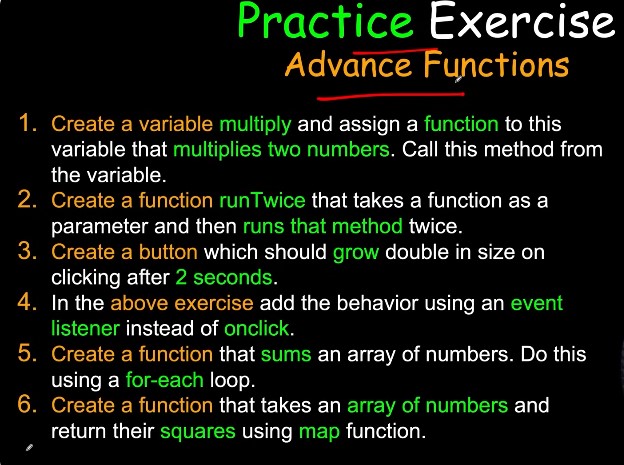 Practice Exercise
Advance Functions
1. Create a variable multiply and assign a function to this
variable that multiplies two numbers. Call this method from
the variable.
2. Create a function runTwice that takes a function as a
parameter and then runs that method twice.
3. Create a button which should grow double in size on
clicking after 2 seconds.
4. In the above exercise add the behavior using an event
listener instead of onclick.
5. Create a function that sums an array of numbers. Do this
using a for-each loop.
6. Create a function that takes an array of numbers and
return their squares using map function.